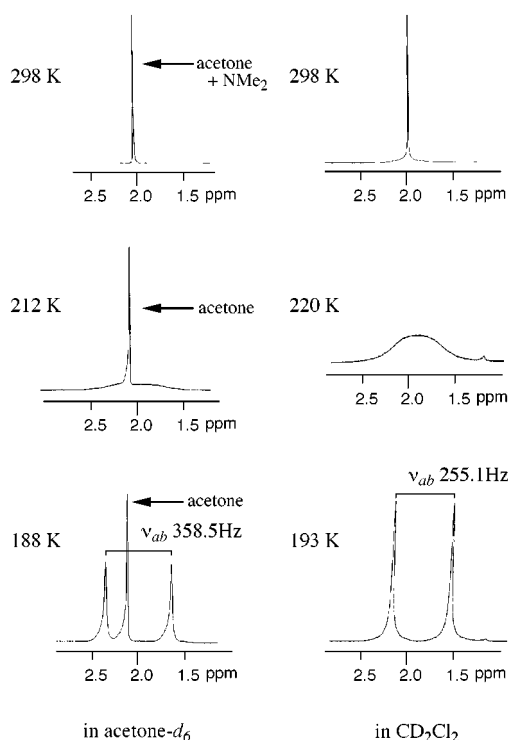 298 K
acetone
+ NMe₂
2.5 2.0 1.5 ppm
298 K
2.5 2.0 1.5 ppm
212 K
acetone
2.5 2.0 1.5 ppm
220 K
2.5 2.0 1.5 ppm
188 K
acetone
νab 358.5Hz
2.5 2.0 1.5 ppm
193 K
νab 255.1Hz
2.5 2.0 1.5 ppm
in acetone-d₆
in CD₂Cl₂